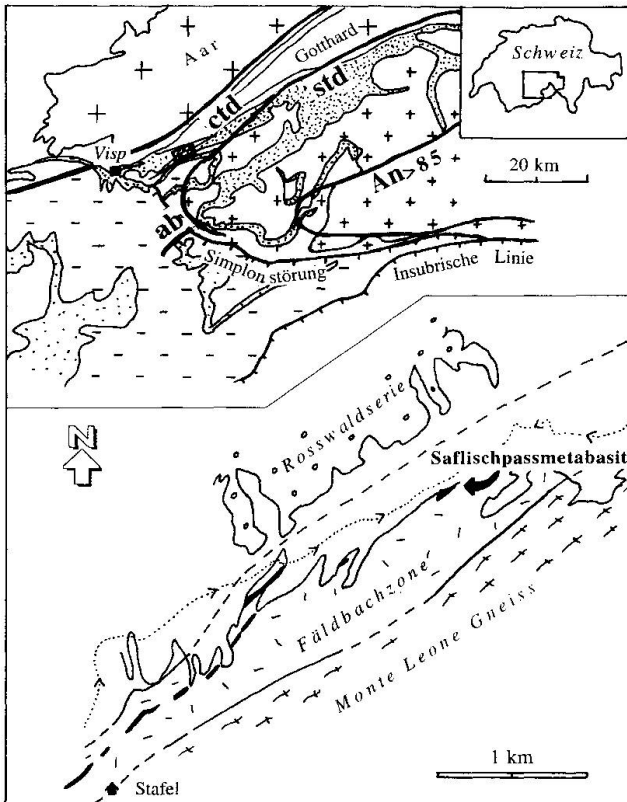 Aar
Gotthard
Schweiz
ctd
std
Visp
20 km
An>85
ab
Simplon störung
Insubrische Linie
N
Rosswaldserie
Saflischpassmetabasit
Fäldbachzone
Monte Leone Gneiss
1 km
Stafel